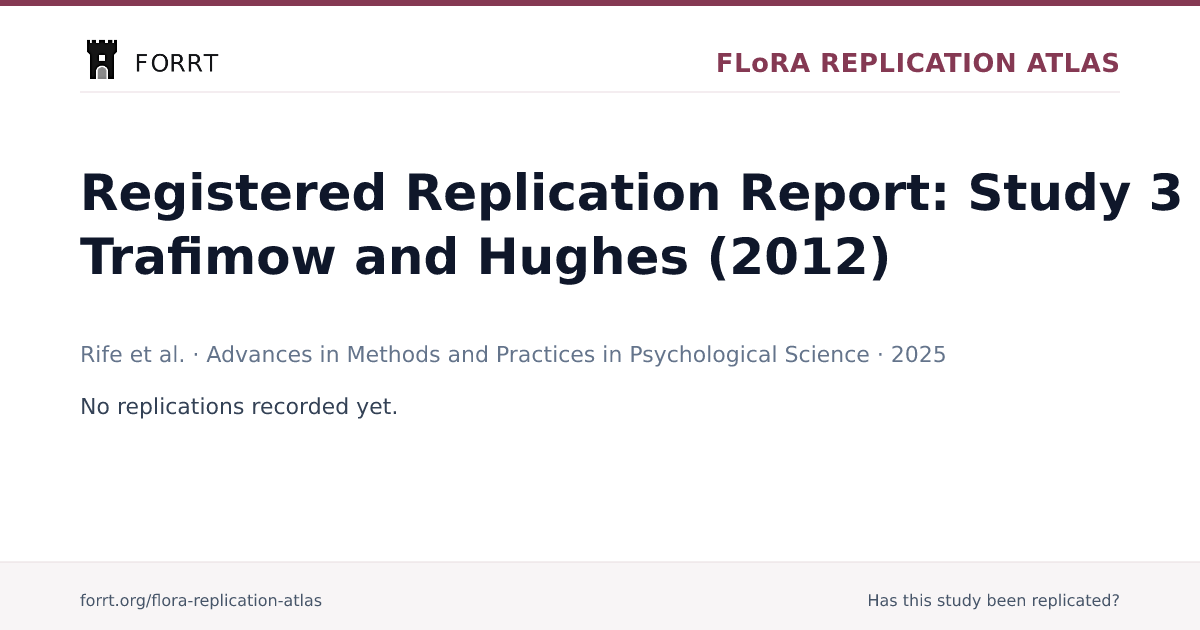 FORRT
FLoRA REPLICATION ATLAS
Registered Replication Report: Study 3
Trafimow and Hughes (2012)
Rife et al. · Advances in Methods and Practices in Psychological Science · 2025
No replications recorded yet.
forrt.org/flora-replication-atlas
Has this study been replicated?